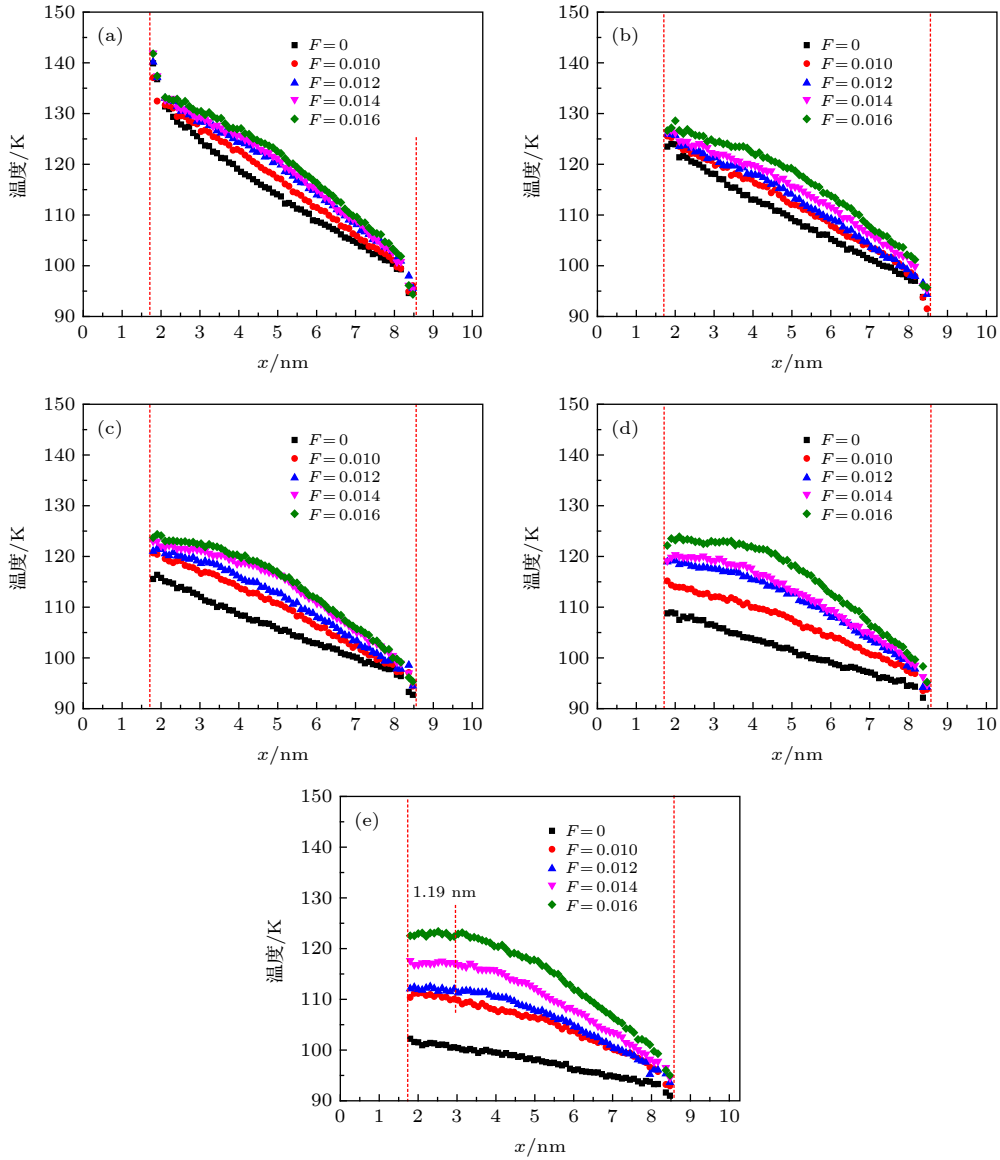 150
140
130
120
110
100
90
温度/K
(a)
F = 0
F = 0.010
F = 0.012
F = 0.014
F = 0.016
0 1 2 3 4 5 6 7 8 9 10
x/nm
150
140
130
120
110
100
90
温度/K
(b)
F = 0
F = 0.010
F = 0.012
F = 0.014
F = 0.016
0 1 2 3 4 5 6 7 8 9 10
x/nm
150
140
130
120
110
100
90
温度/K
(c)
F = 0
F = 0.010
F = 0.012
F = 0.014
F = 0.016
0 1 2 3 4 5 6 7 8 9 10
x/nm
150
140
130
120
110
100
90
温度/K
(d)
F = 0
F = 0.010
F = 0.012
F = 0.014
F = 0.016
0 1 2 3 4 5 6 7 8 9 10
x/nm
150
140
130
120
110
100
90
温度/K
(e)
F = 0
F = 0.010
F = 0.012
F = 0.014
F = 0.016
1.19 nm
0 1 2 3 4 5 6 7 8 9 10
x/nm